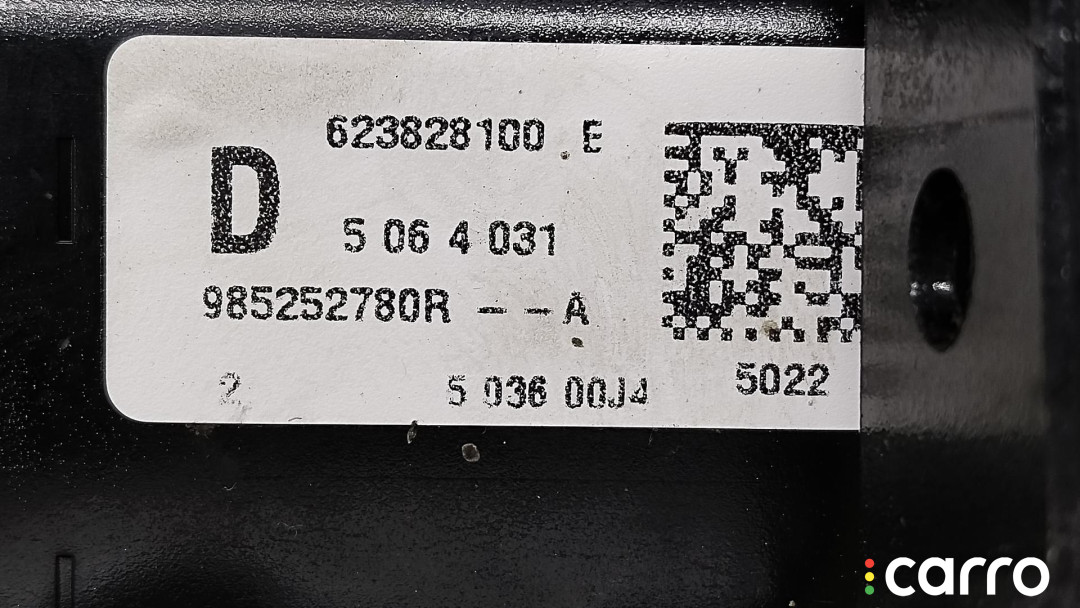 623828100 E
D
5 06 4 031
985252780R - - A
2 5 036 00J4
5022
carro